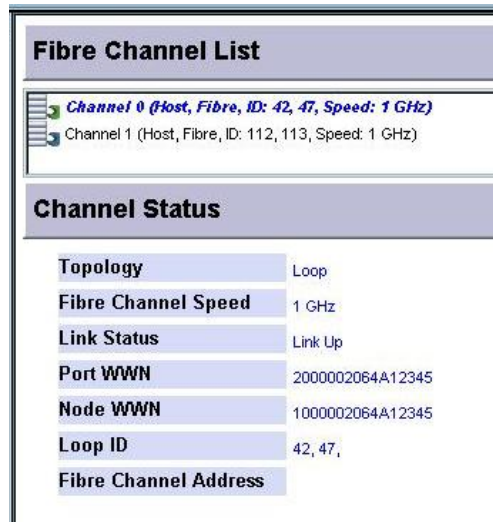 Fibre Channel List
Channel 0 (Host, Fibre, ID: 42, 47, Speed: 1 GHz)
Channel 1 (Host, Fibre, ID: 112, 113, Speed: 1 GHz)
Channel Status
Topology Loop
Fibre Channel Speed 1 GHz
Link Status Link Up
Port WWN 2000002064A12345
Node WWN 1000002064A12345
Loop ID 42, 47,
Fibre Channel Address